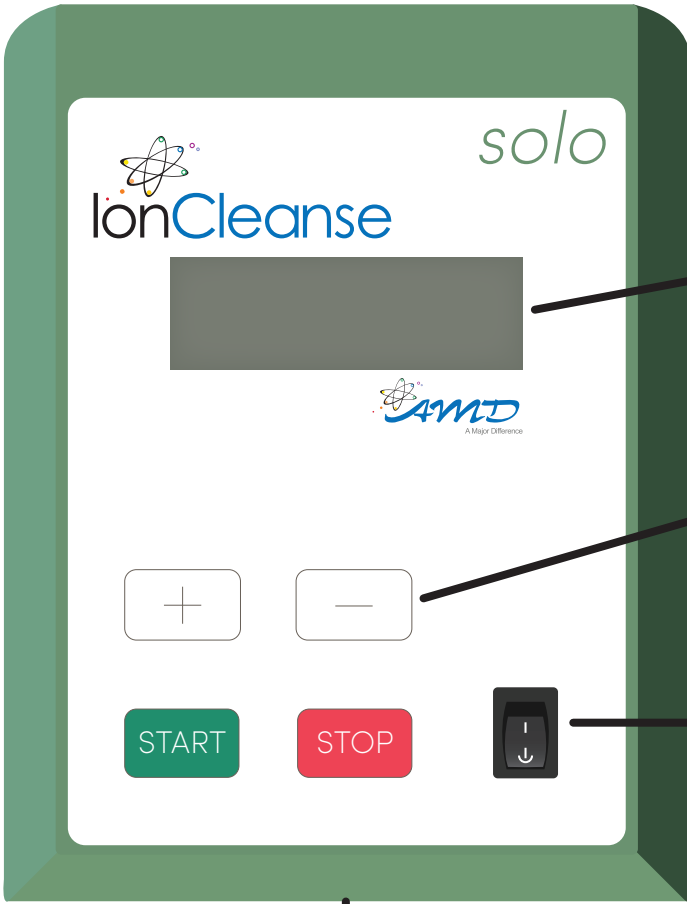 solo
IonCleanse
AMD
A Major Difference
+ −
START STOP